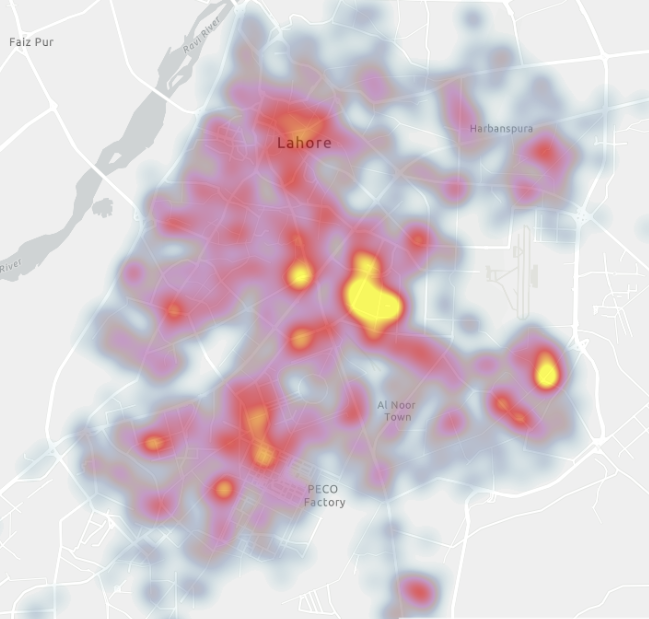 Faiz Pur
Ravi River
Harbanspura
Lahore
River
Al Noor
Town
PECO
Factory